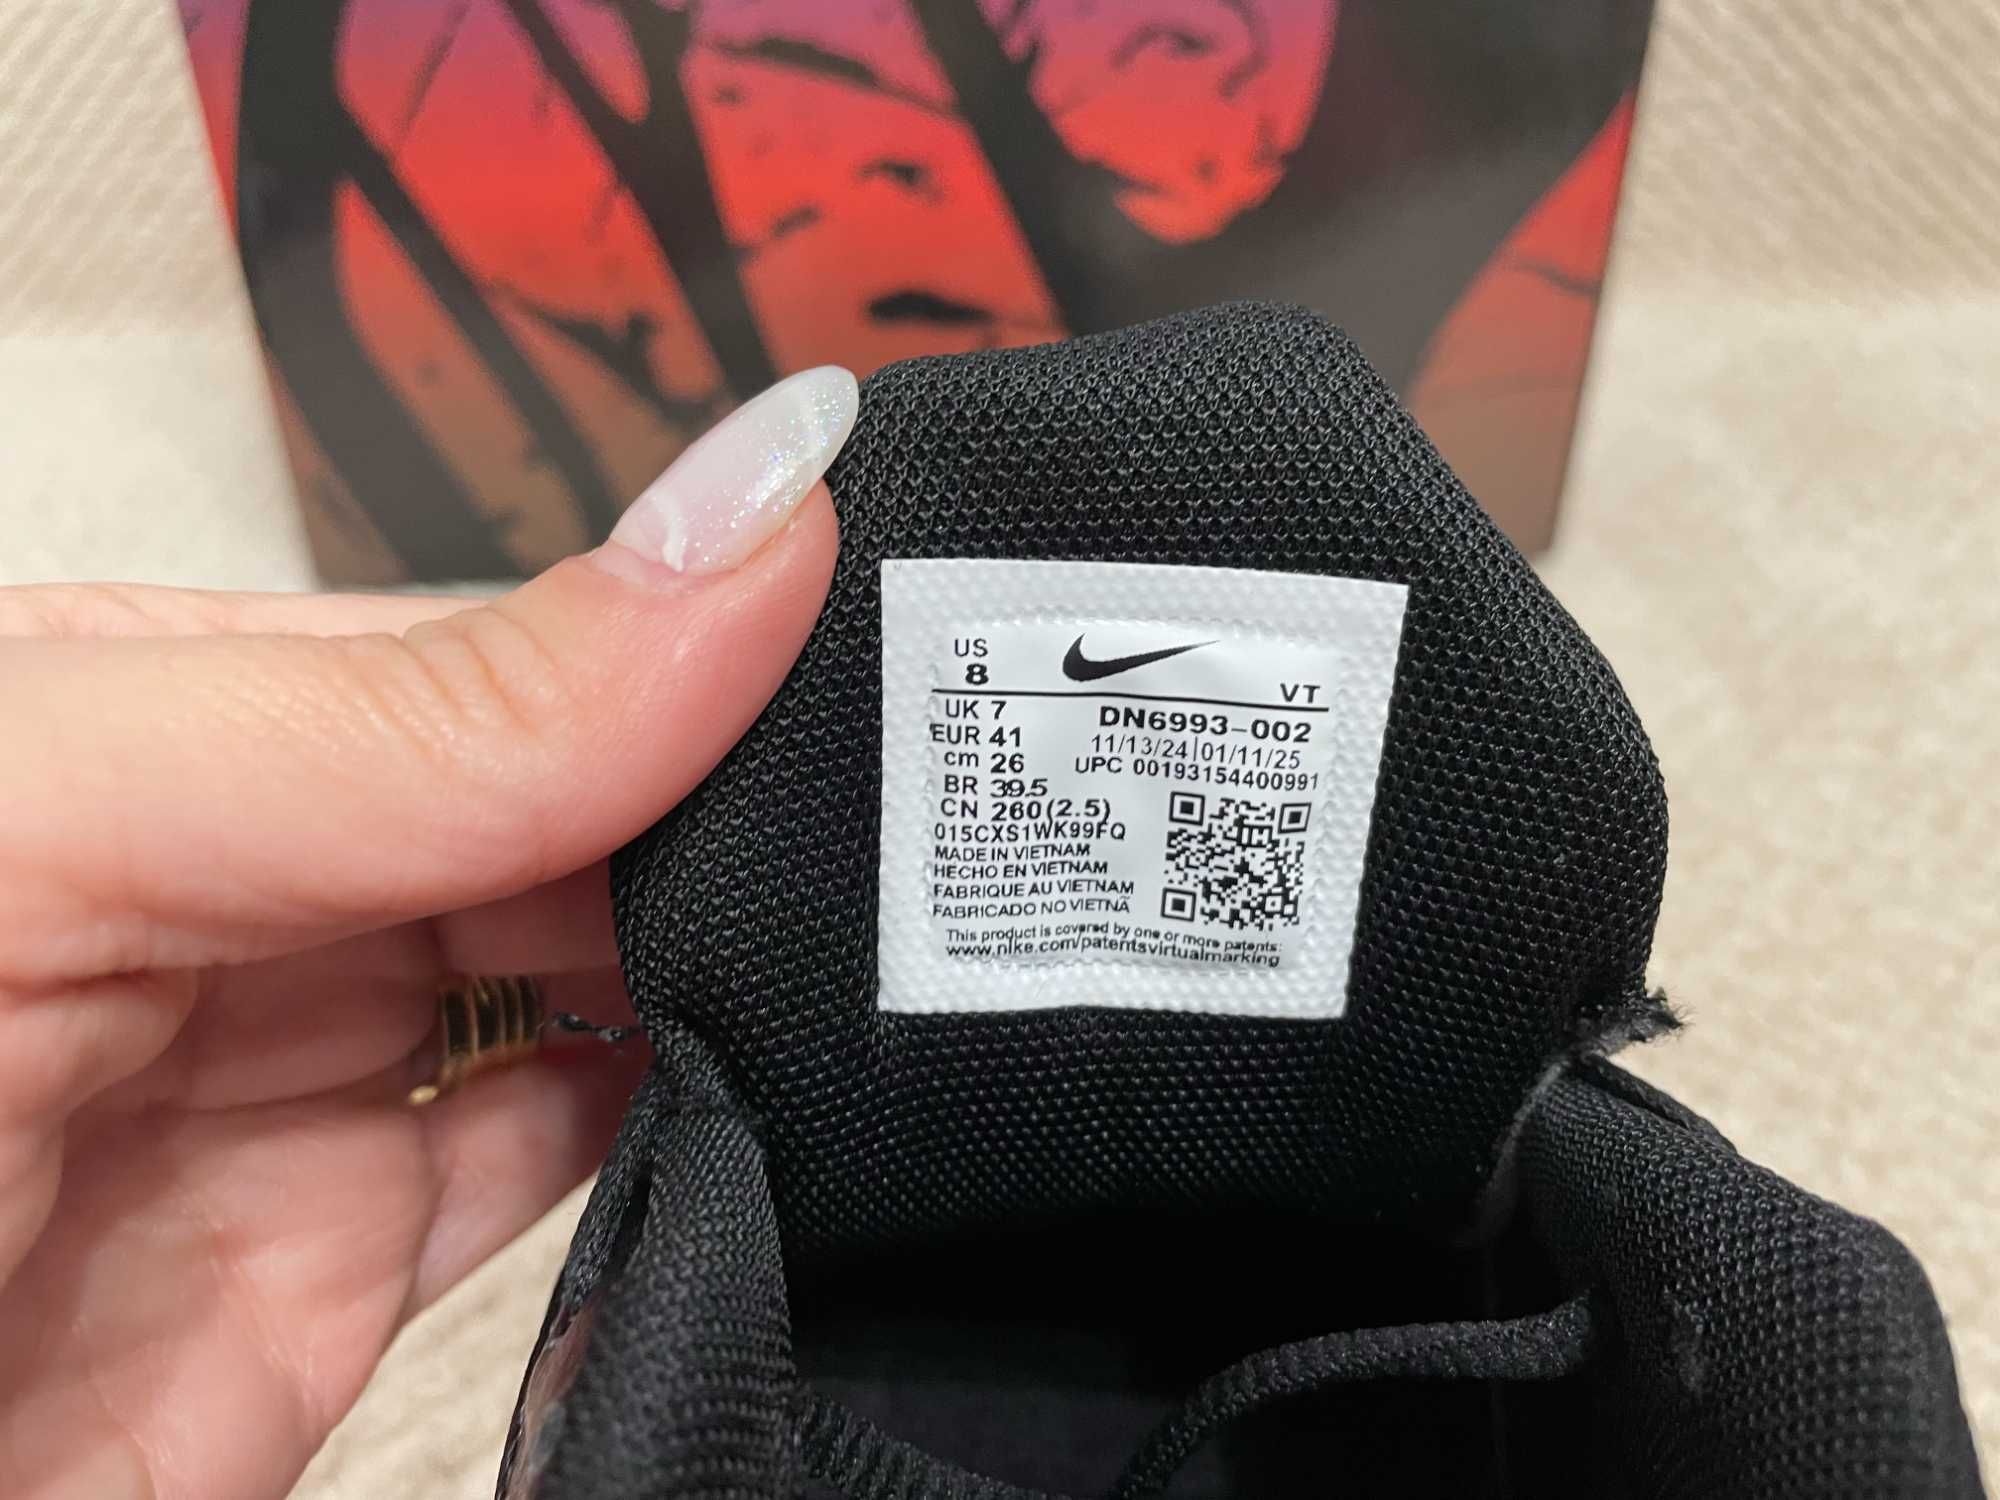 US
8
VT
UK 7
DN6993-002
EUR 41
11/13/24|01/11/25
cm 26
UPC 00193154400991
BR 39.5
CN 260(2.5)
015CXS1WK99FQ
MADE IN VIETNAM
HECHO EN VIETNAM
FABRIQUE AU VIETNAM
FABRICADO NO VIETNÃ
This product is covered by one or more patents:
www.nike.com/patentsvirtualmarking